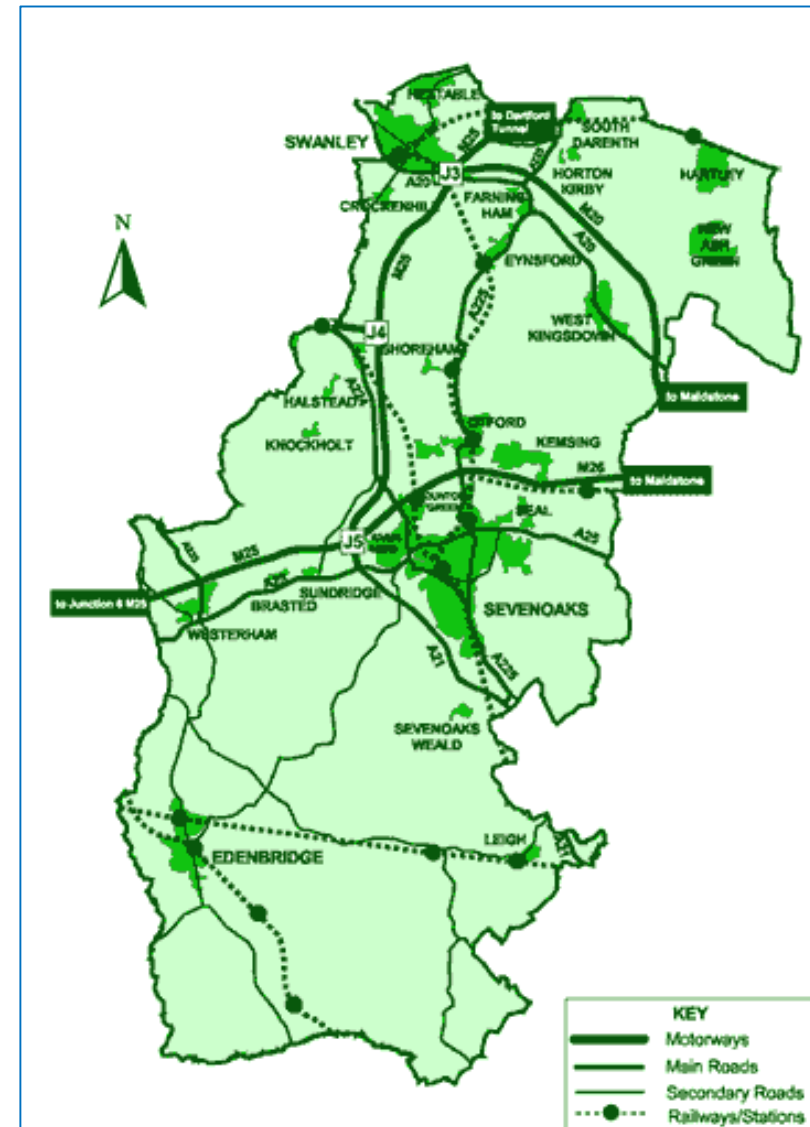 HEXTABLE
to Dartford
Tunnel
SOUTH
DARENTH
SWANLEY
M25
J3
A20
HORTON
KIRBY
HARTLEY
CROCKENHILL
FARNING
HAM
M20
A20
NEW
ASH
GREEN
N
M25
EYNSFORD
A225
WEST
KINGSDOWN
J4
SHOREHAM
HALSTEAD
to Maidstone
KNOCKHOLT
OTFORD
KEMSING
M26
to Maidstone
DUNTON
GREEN
SEAL
J5
A25
M25
A25
SUNDRIDGE
to Junction 6 M25
BRASTED
SEVENOAKS
WESTERHAM
A21
A225
SEVENOAKS
WEALD
LEIGH
EDENBRIDGE
KEY
Motorways
Main Roads
Secondary Roads
Railways/Stations